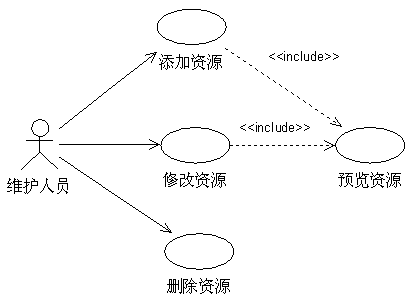 添加资源
<<include>>
<<include>>
维护人员
修改资源
预览资源
删除资源